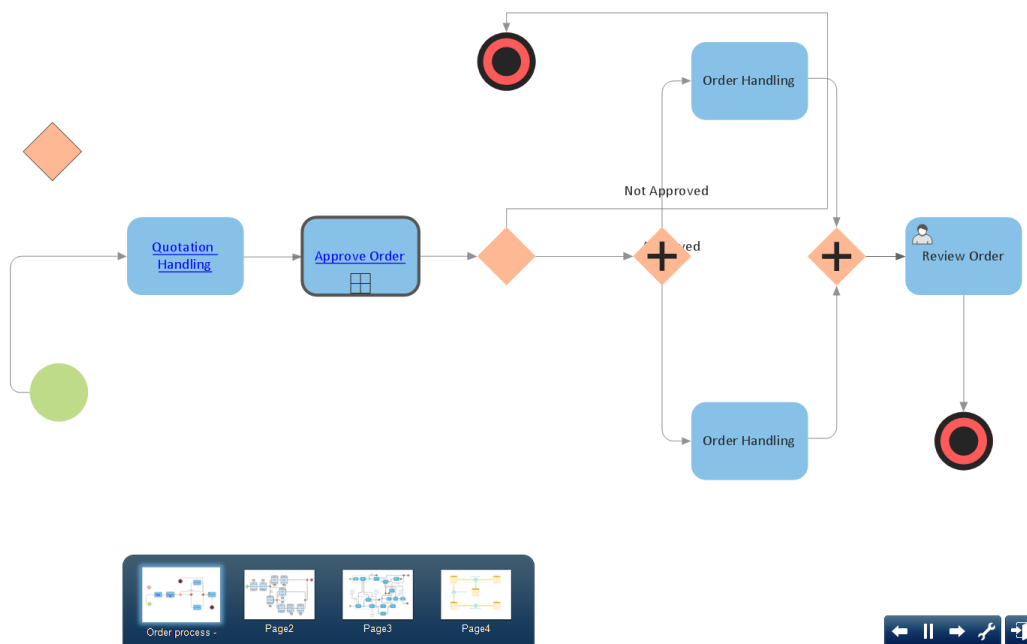 Order Handling
Not Approved
Quotation
Handling
Approve Order
Review Order
Order Handling
Order process -
Page2
Page3
Page4